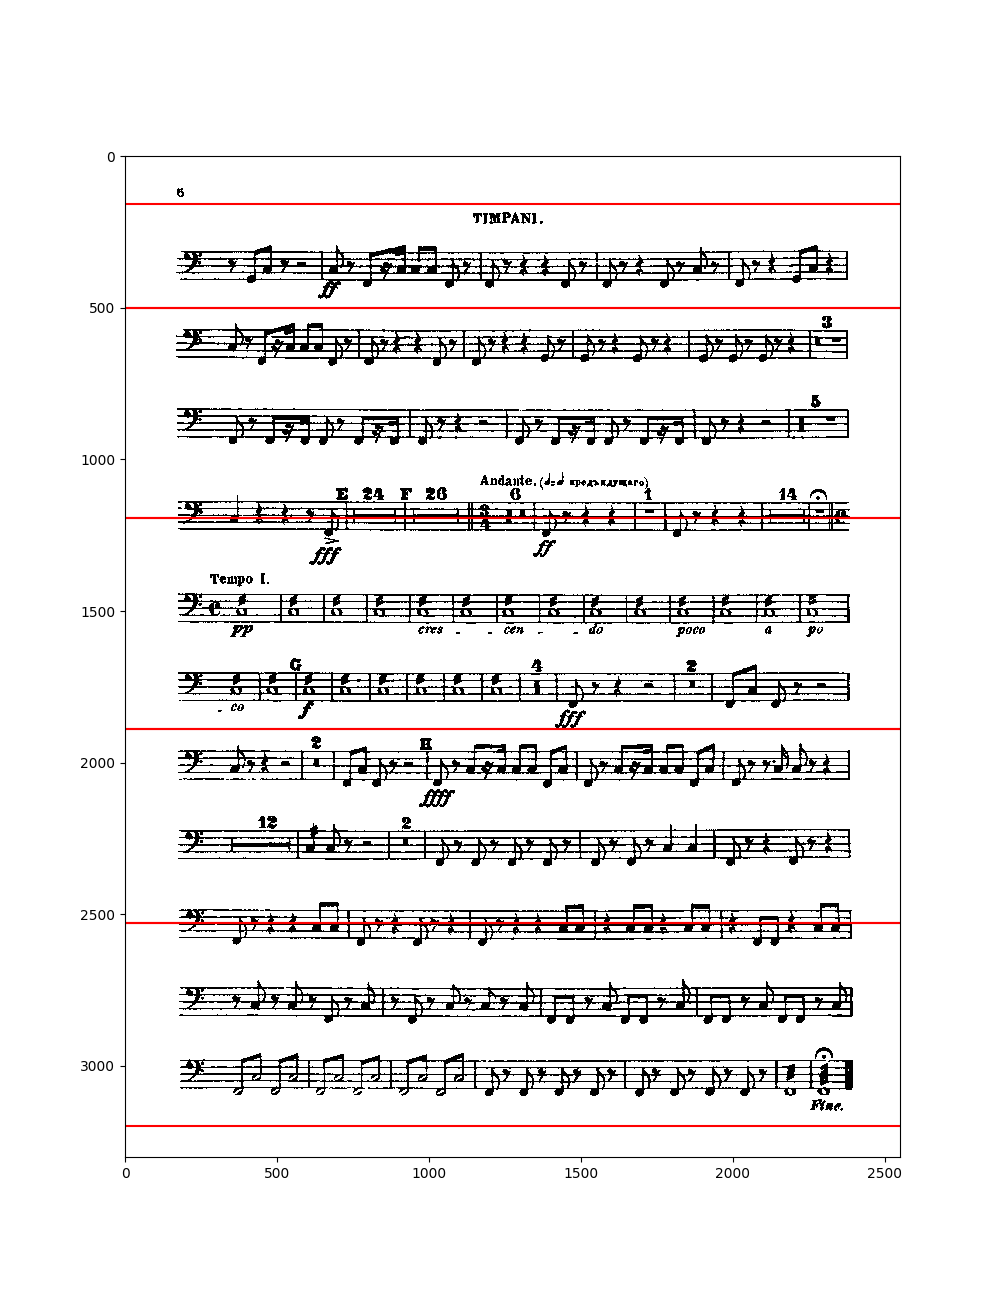 0
6
TIMPANI.
ff
500
3
5
1000
Andante. (𝅗𝅥=𝅗𝅥 предъидущаго)
E 24 F 26 6 1 14
3 4
fff ff
Tempo I.
1500
pp cres - - cen - - do poco a po
G 4 2
- co f fff
2 H
2000
ffff
12 2
2500
3000
Fine.
0 500 1000 1500 2000 2500